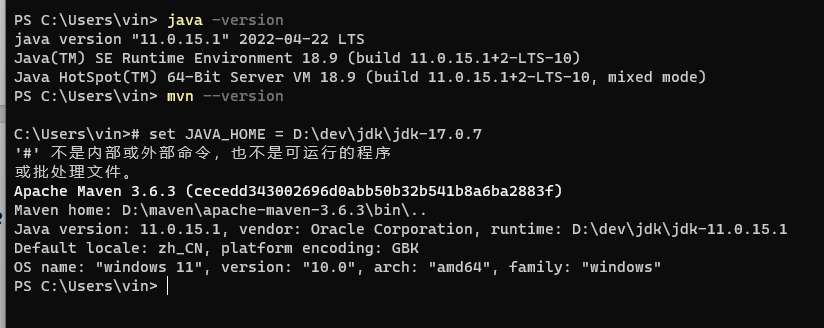 PS C:\Users\vin> java -version
java version "11.0.15.1" 2022-04-22 LTS
Java(TM) SE Runtime Environment 18.9 (build 11.0.15.1+2-LTS-10)
Java HotSpot(TM) 64-Bit Server VM 18.9 (build 11.0.15.1+2-LTS-10, mixed mode)
PS C:\Users\vin> mvn --version
C:\Users\vin># set JAVA_HOME = D:\dev\jdk\jdk-17.0.7
'#' 不是内部或外部命令，也不是可运行的程序
或批处理文件。
Apache Maven 3.6.3 (cecedd343002696d0abb50b32b541b8a6ba2883f)
Maven home: D:\maven\apache-maven-3.6.3\bin\..
Java version: 11.0.15.1, vendor: Oracle Corporation, runtime: D:\dev\jdk\jdk-11.0.15.1
Default locale: zh_CN, platform encoding: GBK
OS name: "windows 11", version: "10.0", arch: "amd64", family: "windows"
PS C:\Users\vin>